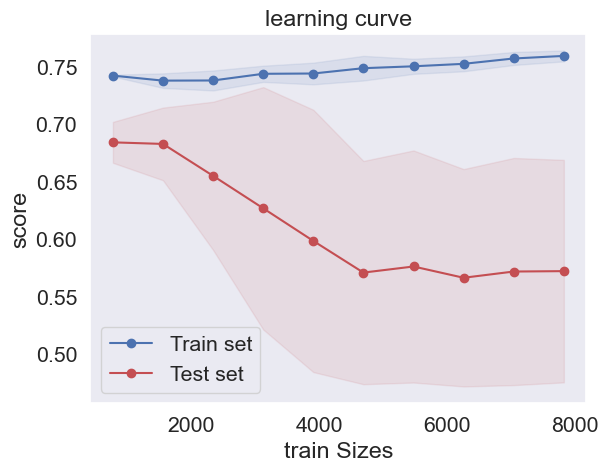 learning curve
score
0.75
0.70
0.65
0.60
0.55
0.50
Train set
Test set
2000 4000 6000 8000
train Sizes